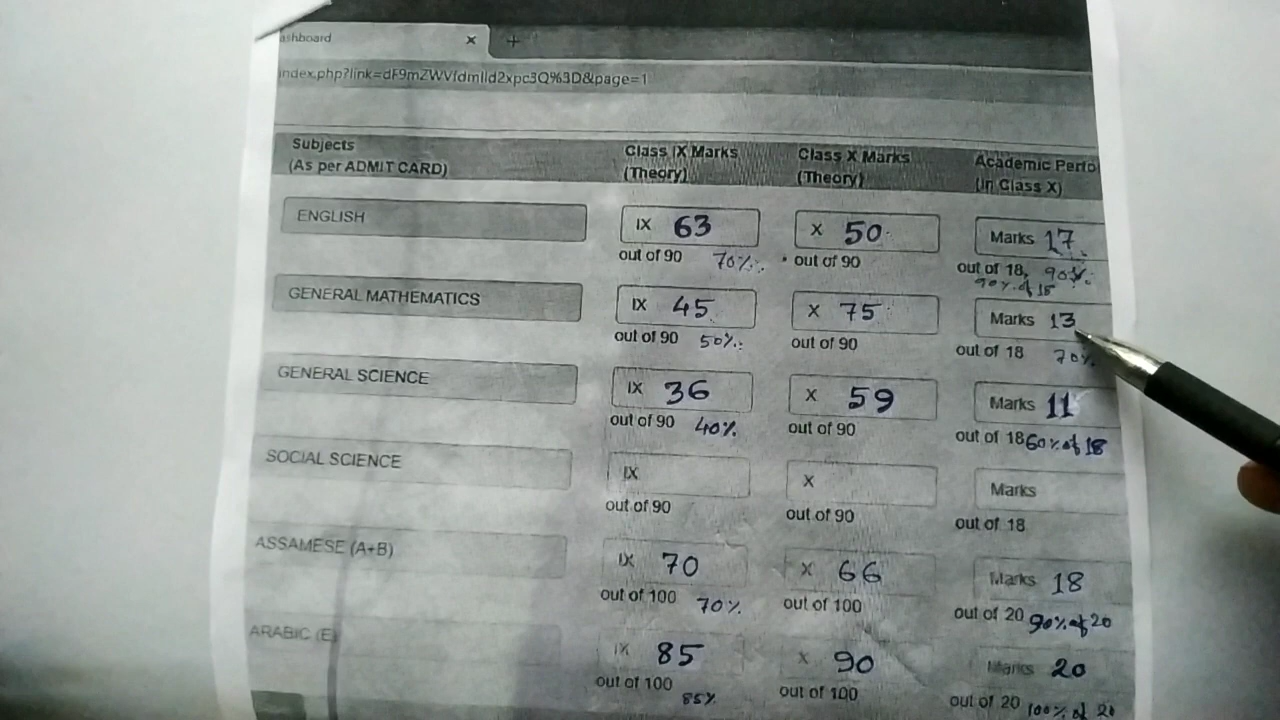 ashboard × +
index.php?link=dF9mZWVfdmlld2xpc3Q%3D&page=1
Subjects Class IX Marks Class X Marks Academic Perfo
(As per ADMIT CARD) (Theory) (Theory) (In Class X)
ENGLISH IX 63 X 50 Marks 17
out of 90 70% out of 90 out of 18, 90%
90% of 18
GENERAL MATHEMATICS IX 45 X 75 Marks 13
out of 90 50% out of 90 out of 18 70%
GENERAL SCIENCE IX 36 X 59 Marks 11
out of 90 40% out of 90 out of 18 60% of 18
SOCIAL SCIENCE IX X Marks
out of 90 out of 90 out of 18
ASSAMESE (A+B) IX 70 X 66 Marks 18
out of 100 70% out of 100 out of 20 90% of 20
ARABIC (E) IX 85 X 90 Marks 20
out of 100 85% out of 100 out of 20 100% of 20